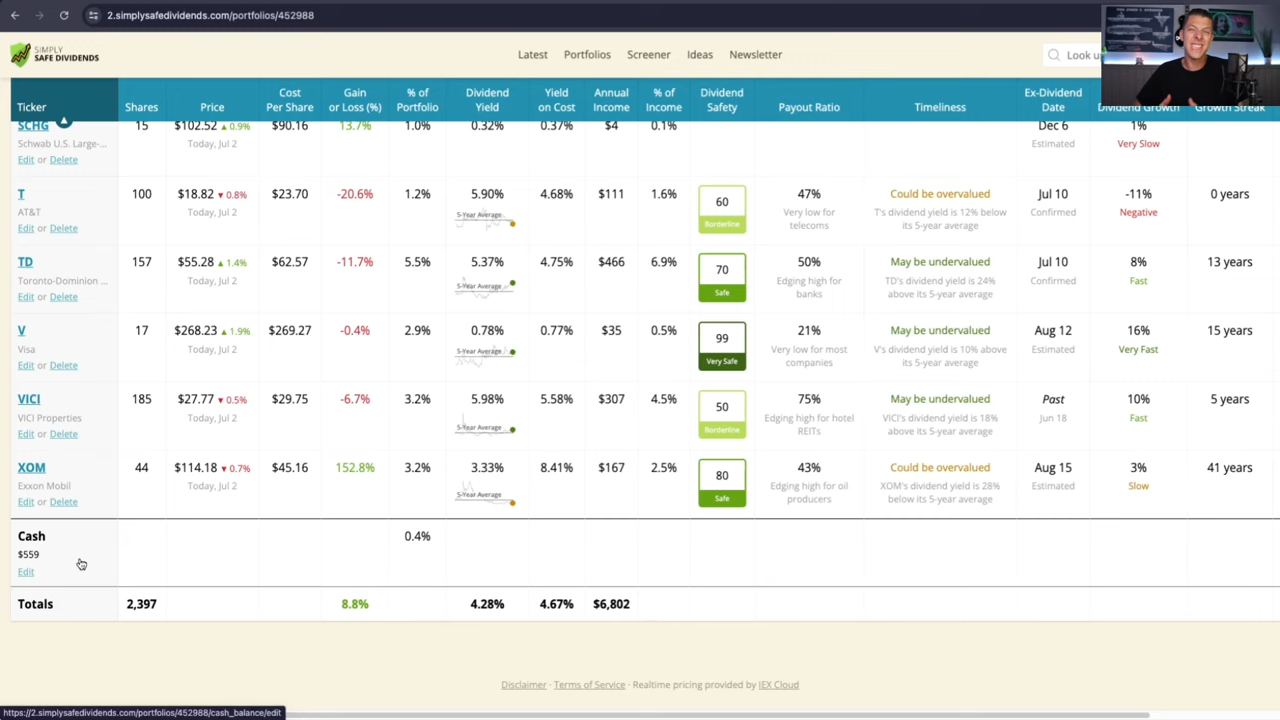 2.simplysafedividends.com/portfolios/452988
SIMPLY
SAFE DIVIDENDS
Latest Portfolios Screener Ideas Newsletter
Look
Ticker Shares Price Cost Per Share Gain or Loss (%) % of Portfolio Dividend Yield Yield on Cost Annual Income % of Income Dividend Safety Payout Ratio Timeliness Ex-Dividend Date Dividend Growth Growth Streak
SCHG 15 $102.52 ▲ 0.9% $90.16 13.7% 1.0% 0.32% 0.37% $4 0.1% Dec 6 1%
Schwab U.S. Large-... Today, Jul 2 Estimated Very Slow
Edit or Delete
T 100 $18.82 ▼ 0.8% $23.70 -20.6% 1.2% 5.90% 4.68% $111 1.6% 60 47% Could be overvalued Jul 10 -11% 0 years
AT&T Today, Jul 2 5-Year Average Very low for T's dividend yield is 12% below Confirmed Negative
Edit or Delete Borderline telecoms its 5-year average
TD 157 $55.28 ▲ 1.4% $62.57 -11.7% 5.5% 5.37% 4.75% $466 6.9% 70 50% May be undervalued Jul 10 8% 13 years
Toronto-Dominion ... Today, Jul 2 5-Year Average Edging high for TD's dividend yield is 24% Confirmed Fast
Edit or Delete Safe banks above its 5-year average
V 17 $268.23 ▲ 1.9% $269.27 -0.4% 2.9% 0.78% 0.77% $35 0.5% 99 21% May be undervalued Aug 12 16% 15 years
Visa Today, Jul 2 5-Year Average Very low for most V's dividend yield is 10% above Estimated Very Fast
Edit or Delete Very Safe companies its 5-year average
VICI 185 $27.77 ▼ 0.5% $29.75 -6.7% 3.2% 5.98% 5.58% $307 4.5% 50 75% May be undervalued Past 10% 5 years
VICI Properties Today, Jul 2 5-Year Average Edging high for hotel VICI's dividend yield is 18% Jun 18 Fast
Edit or Delete Borderline REITs above its 5-year average
XOM 44 $114.18 ▼ 0.7% $45.16 152.8% 3.2% 3.33% 8.41% $167 2.5% 80 43% Could be overvalued Aug 15 3% 41 years
Exxon Mobil Today, Jul 2 5-Year Average Edging high for oil XOM's dividend yield is 28% Estimated Slow
Edit or Delete Safe producers below its 5-year average
Cash 0.4%
$559
Edit
Totals 2,397 8.8% 4.28% 4.67% $6,802
Disclaimer · Terms of Service · Realtime pricing provided by IEX Cloud
https://2.simplysafedividends.com/portfolios/452988/cash_balance/edit